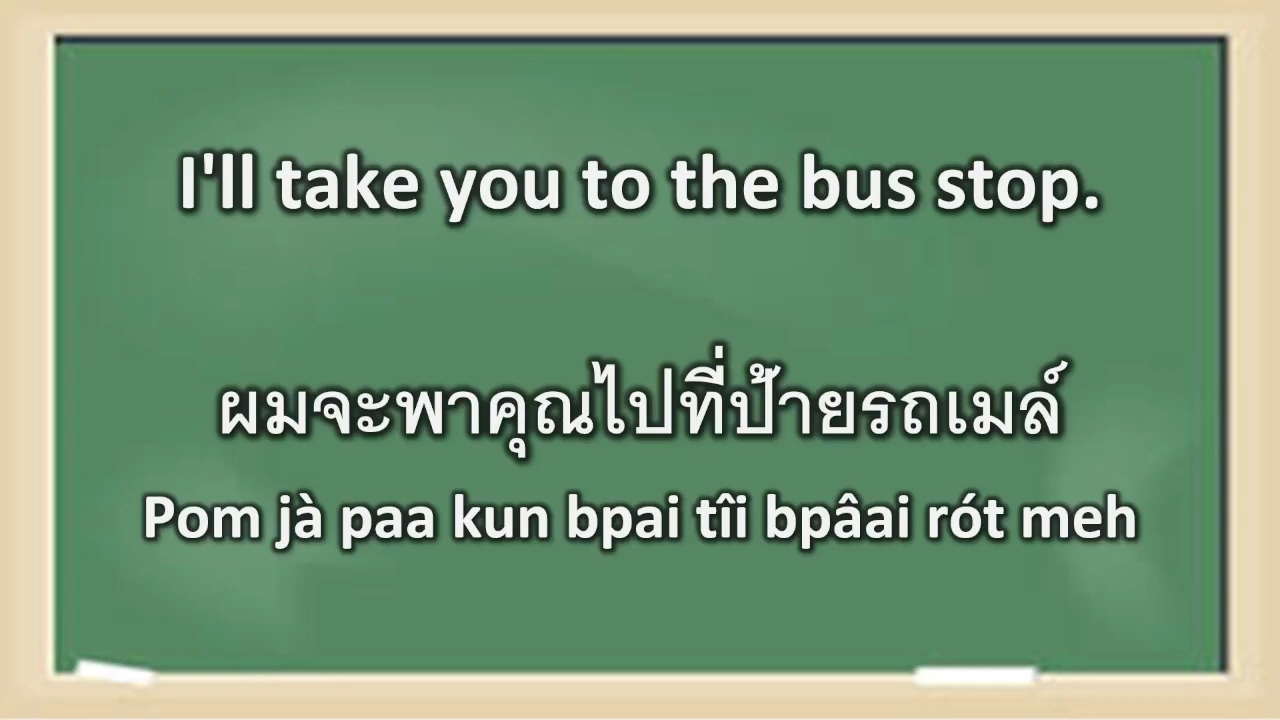 I'll take you to the bus stop.
ผมจะพาคุณไปที่ป้ายรถเมล์
Pom jà paa kun bpai tîi bpâai rót meh